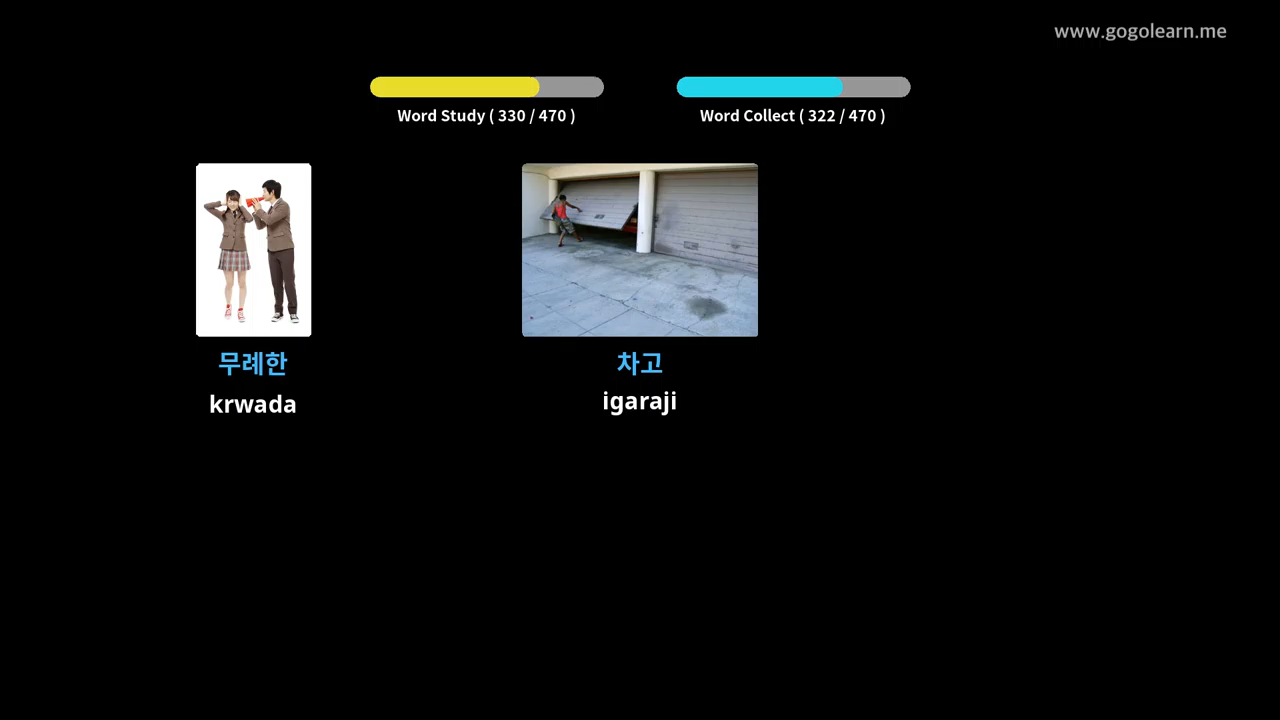 www.gogolearn.me
Word Study ( 330 / 470 )
Word Collect ( 322 / 470 )
무례한
krwada
차고
igaraji